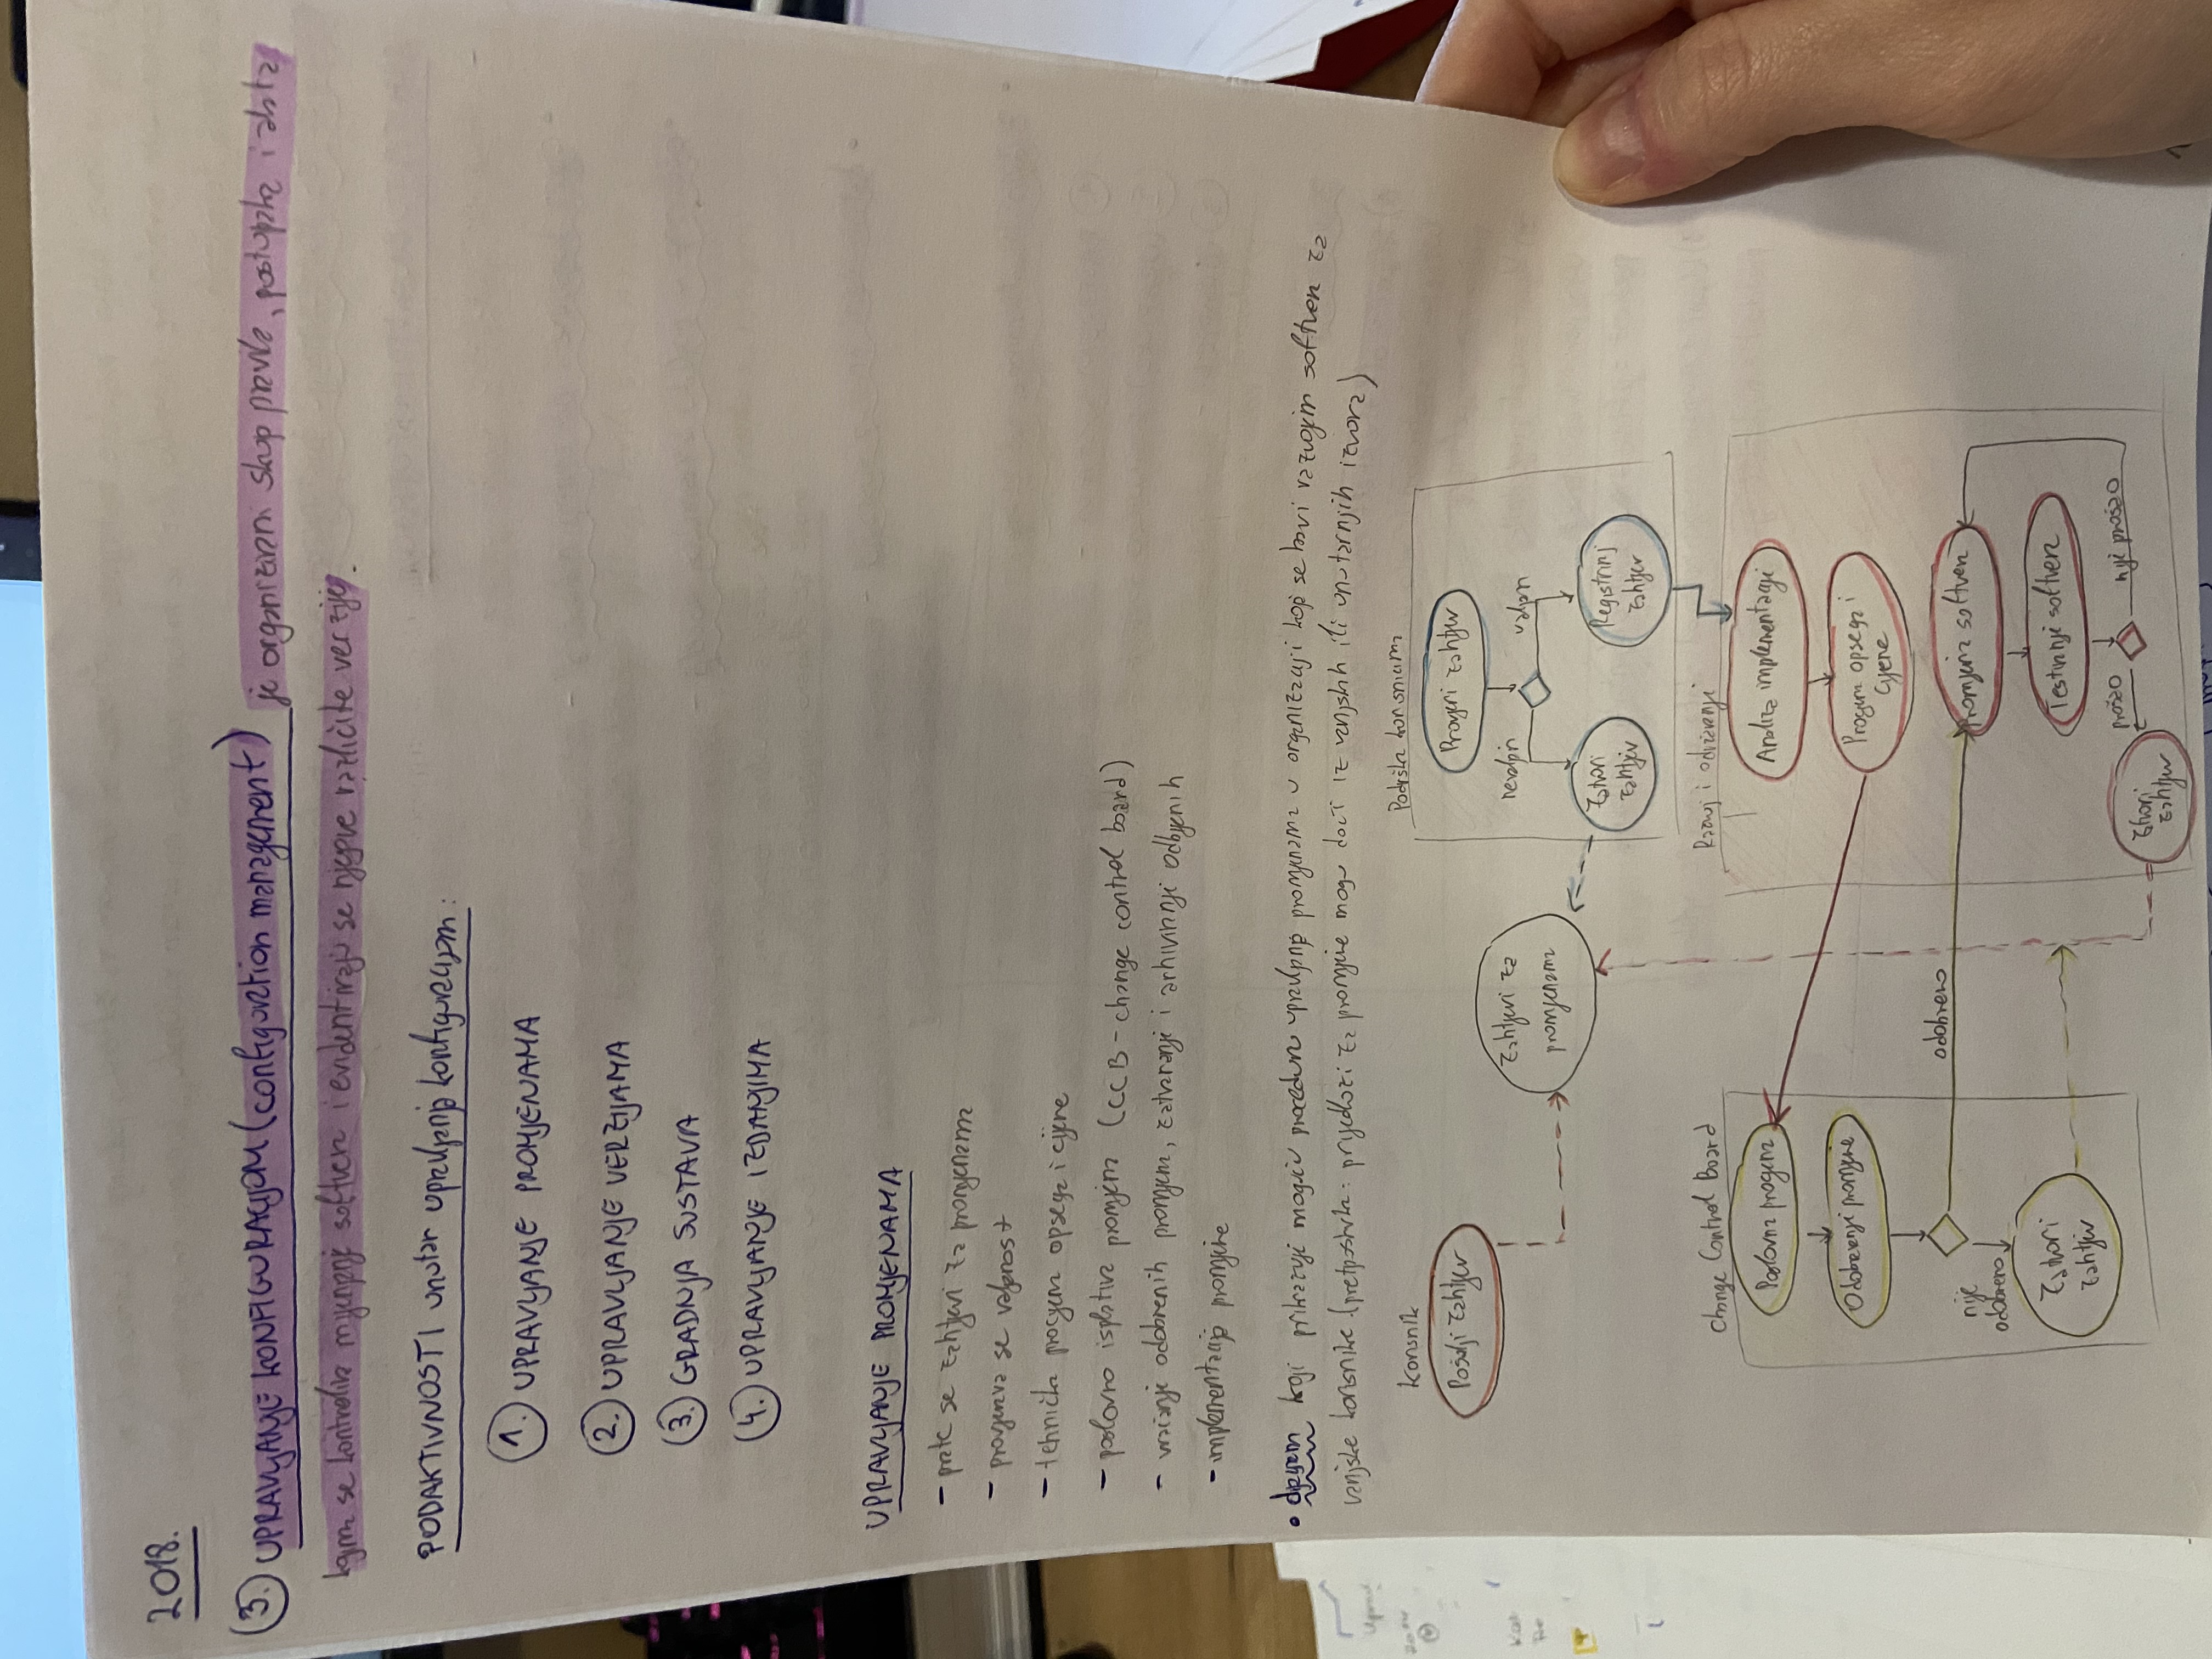 2018.
3. UPRAVLJANJE KONFIGURACIJOM (configuration management) je organizirani skup pravila, postupaka i alata
kojima se kontrolira mijenjanje softvera i evidentiraju se njegove različite verzije.
PODAKTIVNOSTI unutar upravljanja konfiguracijom:
1. UPRAVLJANJE PROMJENAMA
2. UPRAVLJANJE VERZIJAMA
3. GRADNJA SUSTAVA
4. UPRAVLJANJE IZDANJIMA
UPRAVLJANJE PROMJENAMA
- prate se zahtjevi za promjenama
- provjerava se valjanost
- tehnička procjena opsega i cijene
- poslovno isplativa promjena (CCB - change control board)
- vraćanje odobrenih promjena, zatvaranje i arhiviranje odbijenih
- implementacija promjene
• dijagram koji prikazuje moguću proceduru upravljanja promjenama u organizaciji koja se bavi razvojem softvera za
vanjske korisnike. (pretpostavka: prijedlozi za promjene mogu doći iz vanjskih ili unutarnjih izvora)
Korisnik
Pošalji zahtjev
Zahtjevi za
promjenama
Podrška korisnicima
Provjeri zahtjev
nevaljan
valjan
Zatvori
zahtjev
Registriraj
zahtjev
Change Control Board
Poslovna procjena
Odobravanje promjene
odobreno
nije
odobreno
Zatvori
zahtjev
Razvoj i održavanje
Analiza implementacije
Procjena opsega i
cijene
Promjena softvera
Testiranje softvera
prošao
nije prošao
Zatvori
zahtjev